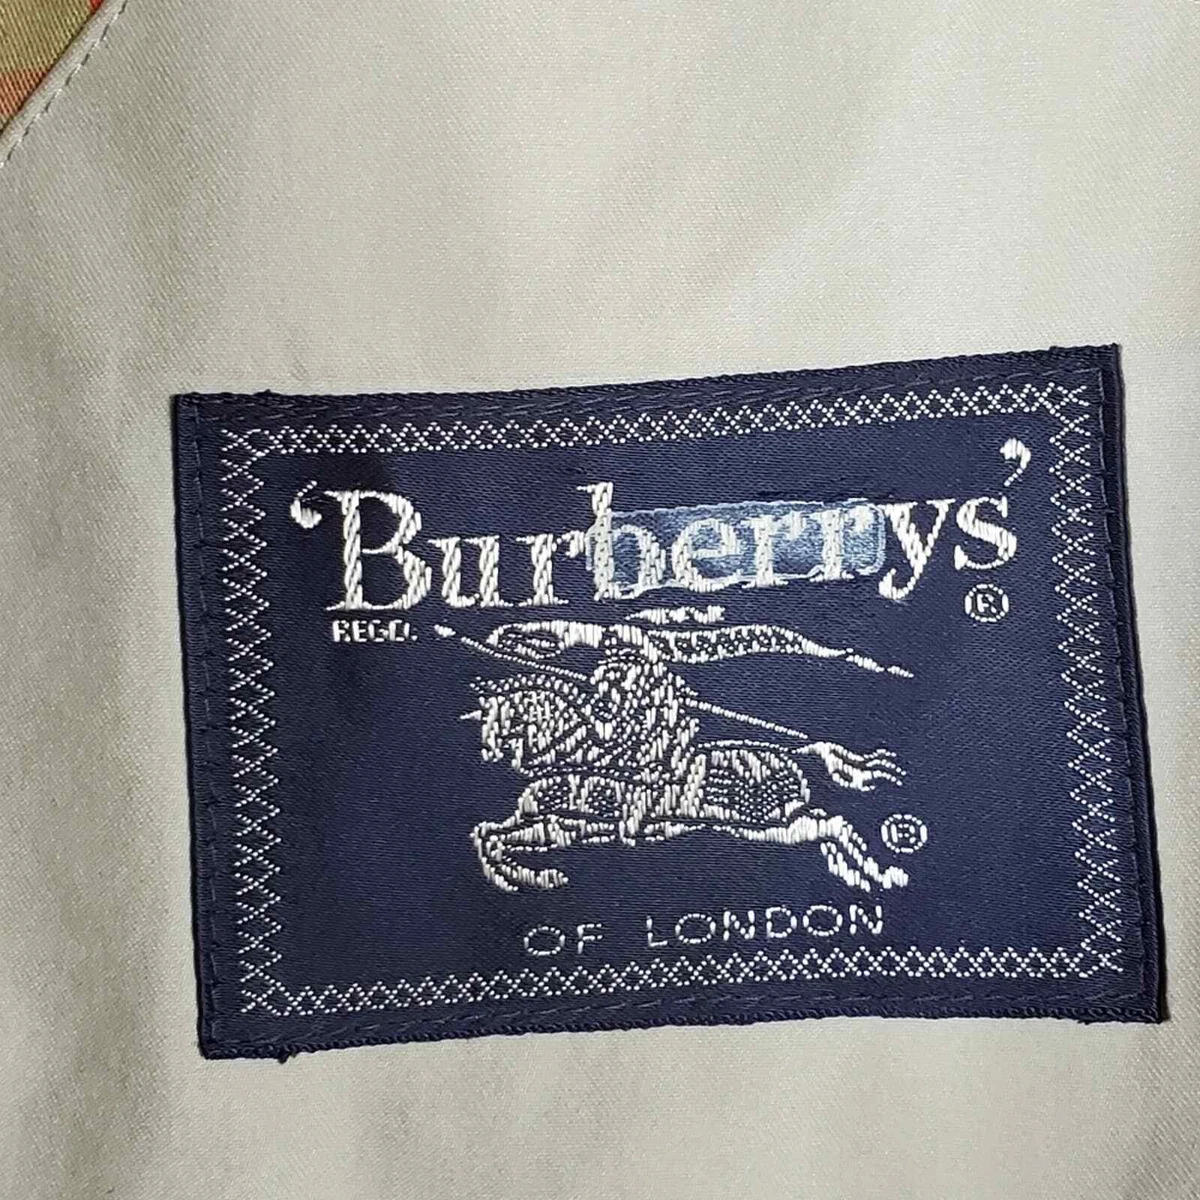 ‘Burberrys’
®
REGD.
®
OF LONDON